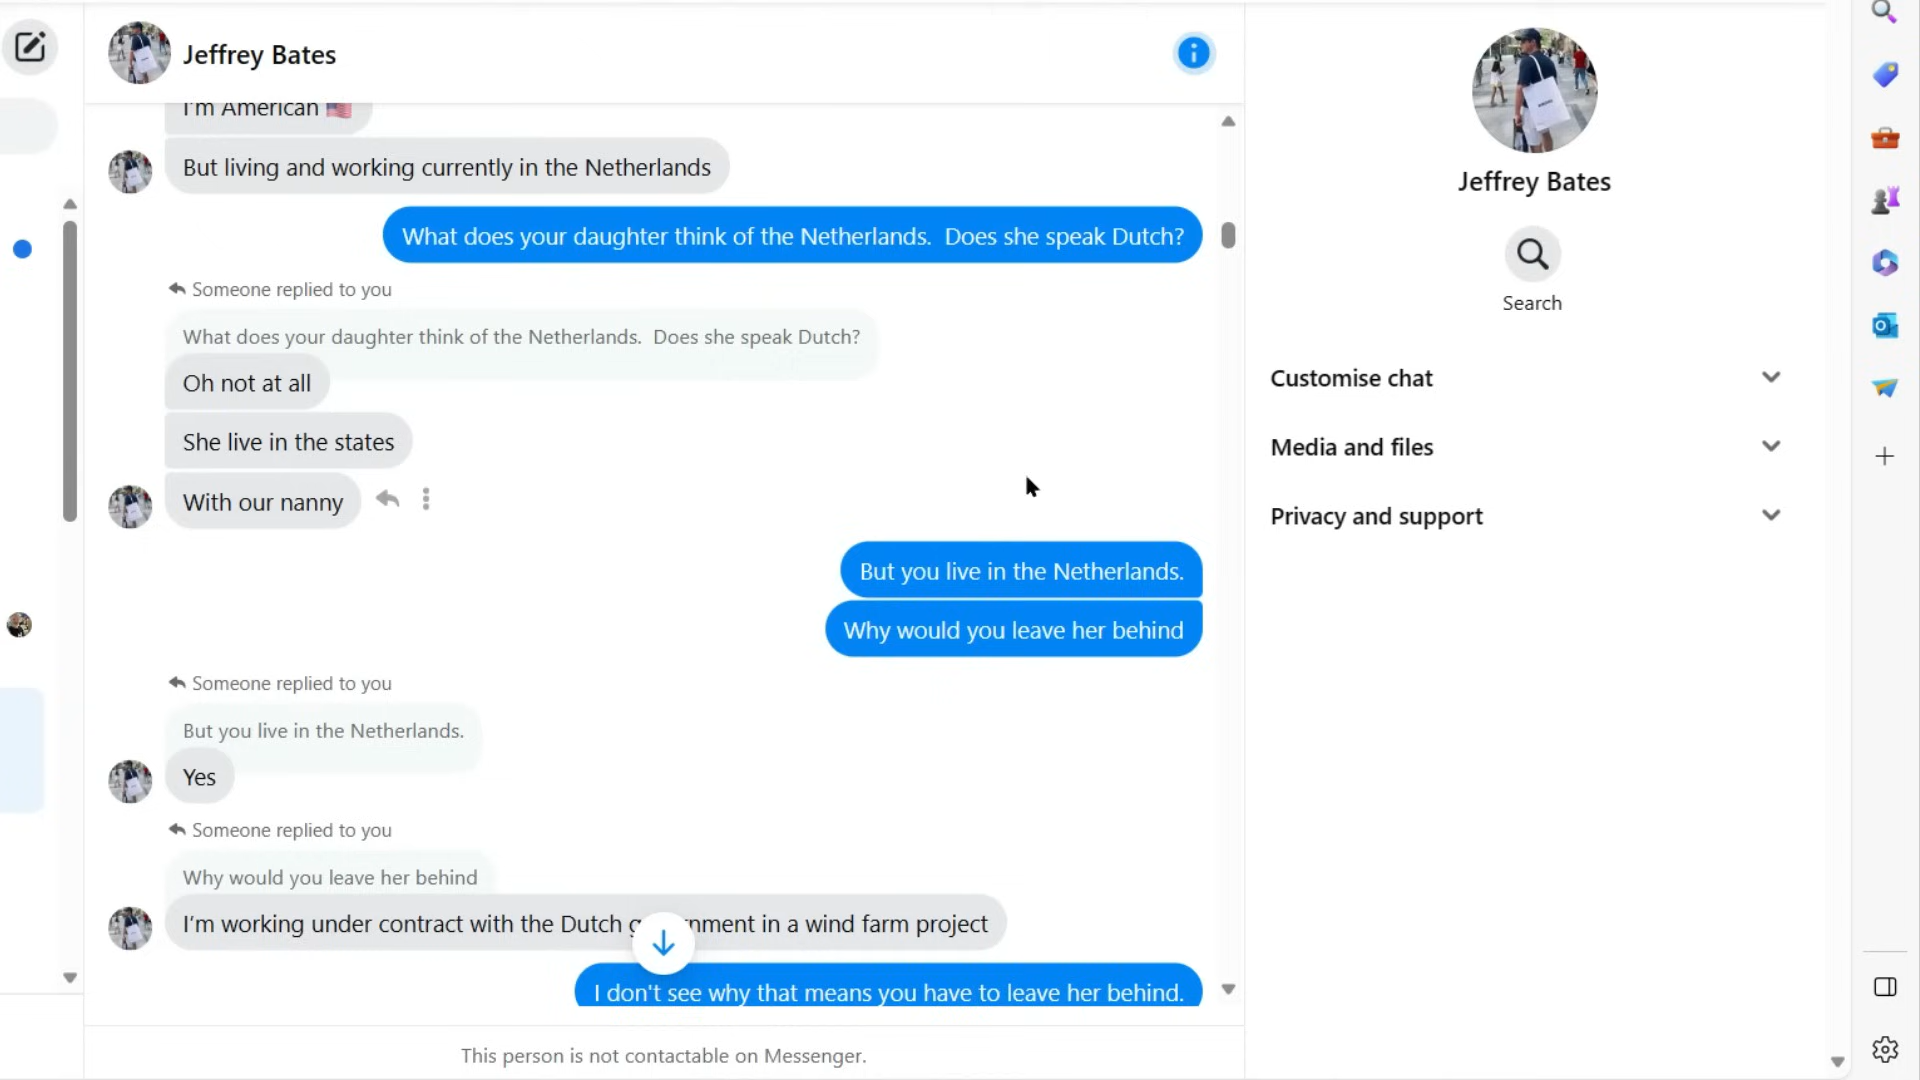 Jeffrey Bates
I'm American
But living and working currently in the Netherlands
What does your daughter think of the Netherlands.  Does she speak Dutch?
Someone replied to you
What does your daughter think of the Netherlands.  Does she speak Dutch?
Oh not at all
She live in the states
With our nanny
But you live in the Netherlands.
Why would you leave her behind
Someone replied to you
But you live in the Netherlands.
Yes
Someone replied to you
Why would you leave her behind
I'm working under contract with the Dutch government in a wind farm project
I don't see why that means you have to leave her behind.
This person is not contactable on Messenger.
Jeffrey Bates
Search
Customise chat
Media and files
Privacy and support